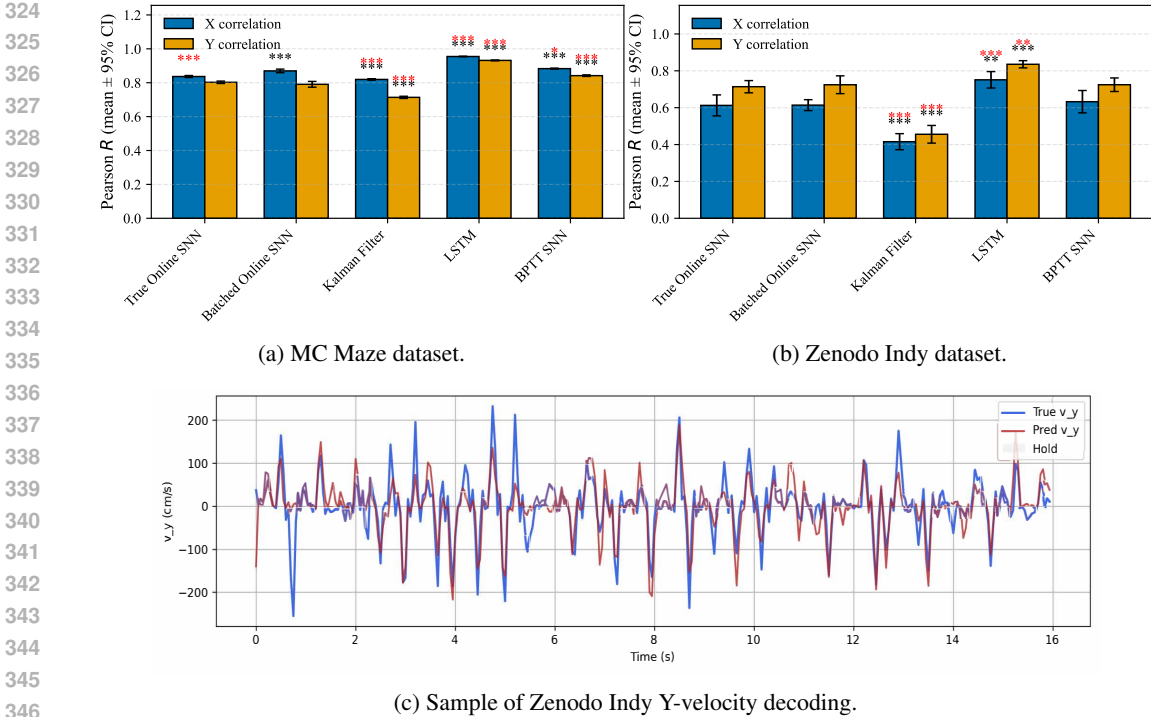 324
325
326
327
328
329
330
331
332
333
334
335
336
337
338
339
340
341
342
343
344
345
346
Pearson R (mean ± 95% CI)
1.2
1.0
0.8
0.6
0.4
0.2
0.0
X correlation
Y correlation
***
***
***
***
***
***
***
***
***
***
*
***
***
***
True Online SNN
Batched Online SNN
Kalman Filter
LSTM
BPTT SNN
(a) MC Maze dataset.
Pearson R (mean ± 95% CI)
1.0
0.8
0.6
0.4
0.2
0.0
X correlation
Y correlation
***
***
***
***
***
**
**
***
True Online SNN
Batched Online SNN
Kalman Filter
LSTM
BPTT SNN
(b) Zenodo Indy dataset.
v_y (cm/s)
200
100
0
−100
−200
True v_y
Pred v_y
Hold
0 2 4 6 8 10 12 14 16
Time (s)
(c) Sample of Zenodo Indy Y-velocity decoding.